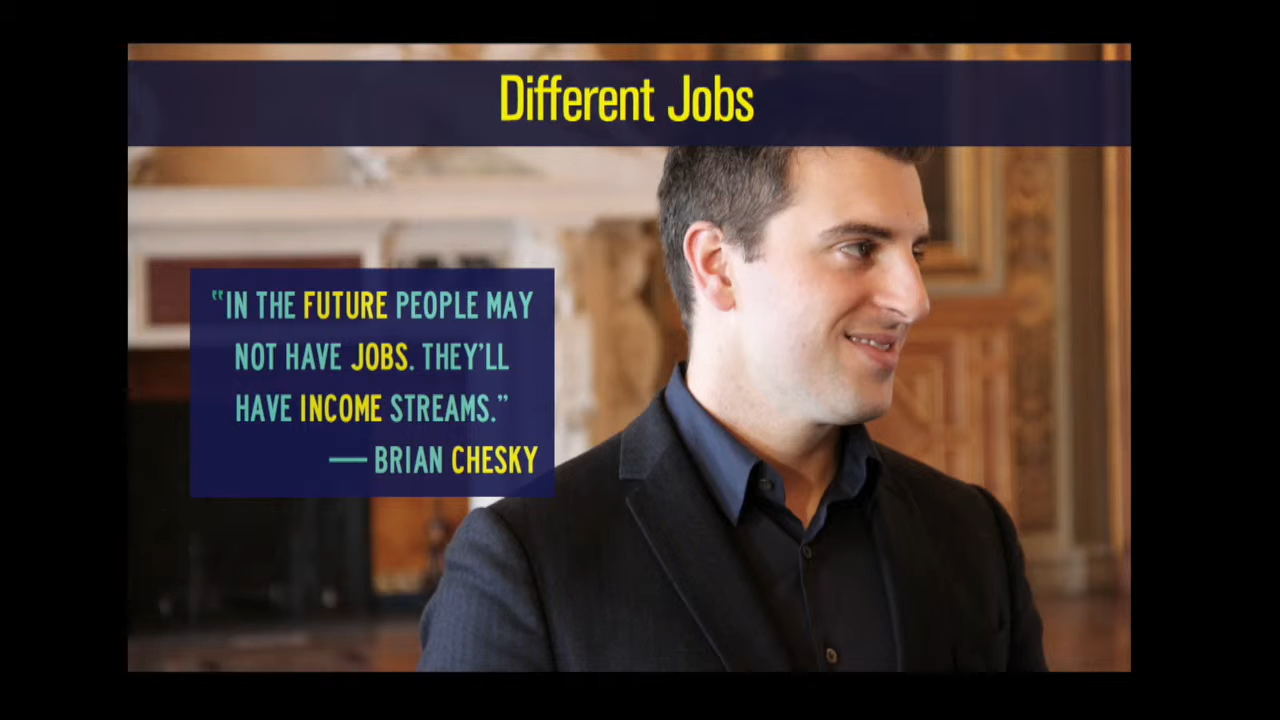 Different Jobs
“IN THE FUTURE PEOPLE MAY
NOT HAVE JOBS. THEY’LL
HAVE INCOME STREAMS.”
— BRIAN CHESKY